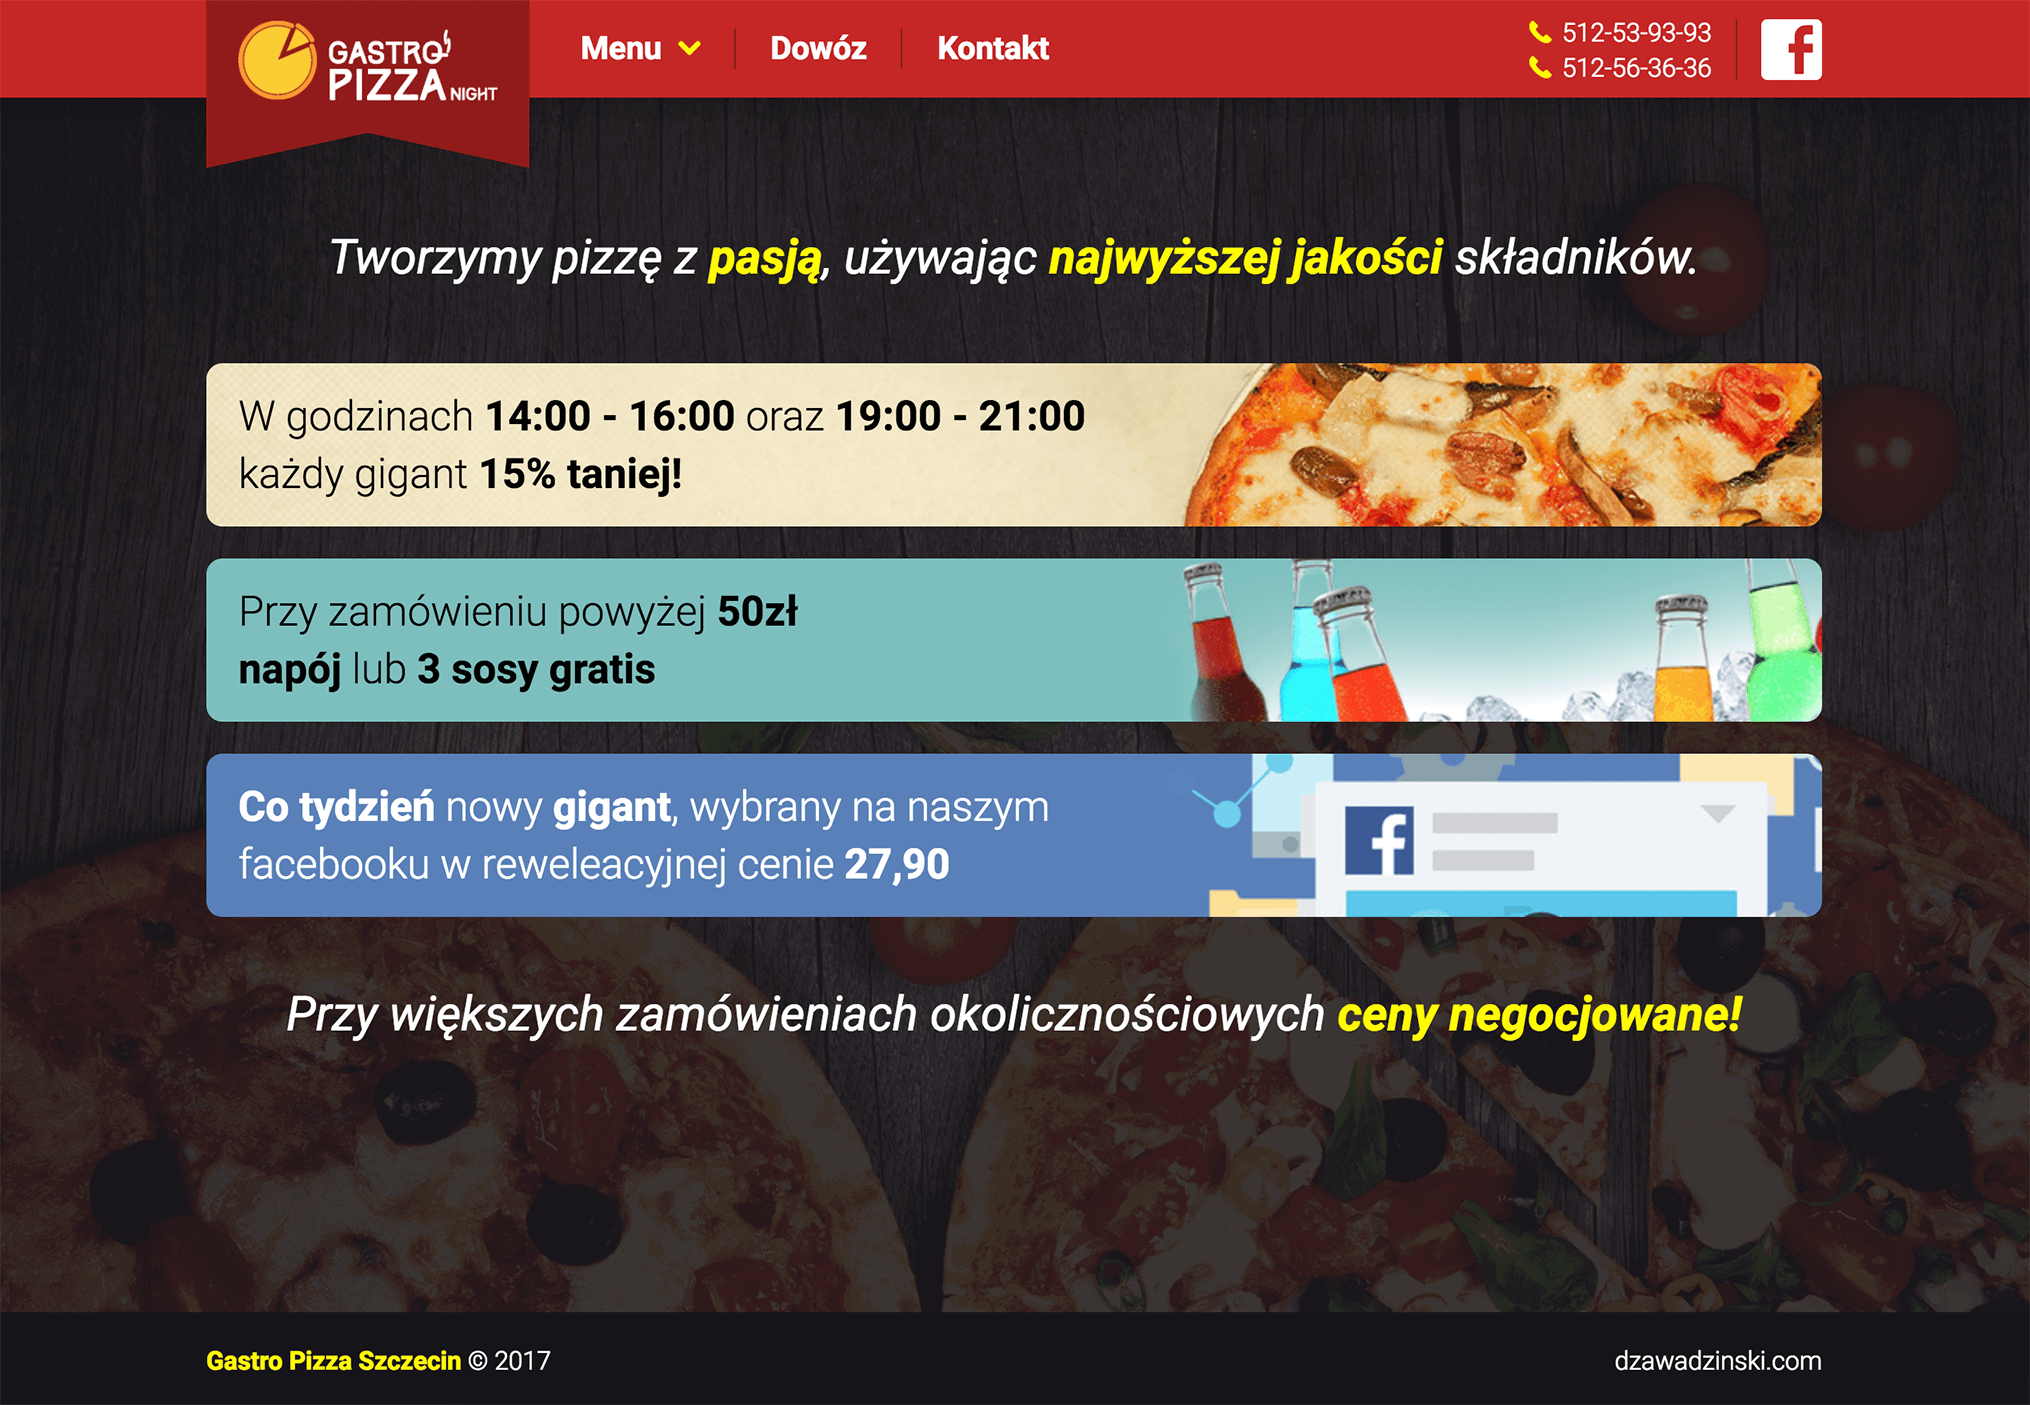 GASTRO
PIZZA NIGHT
Menu
Dowóz
Kontakt
512-53-93-93
512-56-36-36
f
Tworzymy pizzę z pasją, używając najwyższej jakości składników.
W godzinach 14:00 - 16:00 oraz 19:00 - 21:00
każdy gigant 15% taniej!
Przy zamówieniu powyżej 50zł
napój lub 3 sosy gratis
Co tydzień nowy gigant, wybrany na naszym
facebooku w reweleacyjnej cenie 27,90
f
Przy większych zamówieniach okolicznościowych ceny negocjowane!
Gastro Pizza Szczecin © 2017
dzawadzinski.com